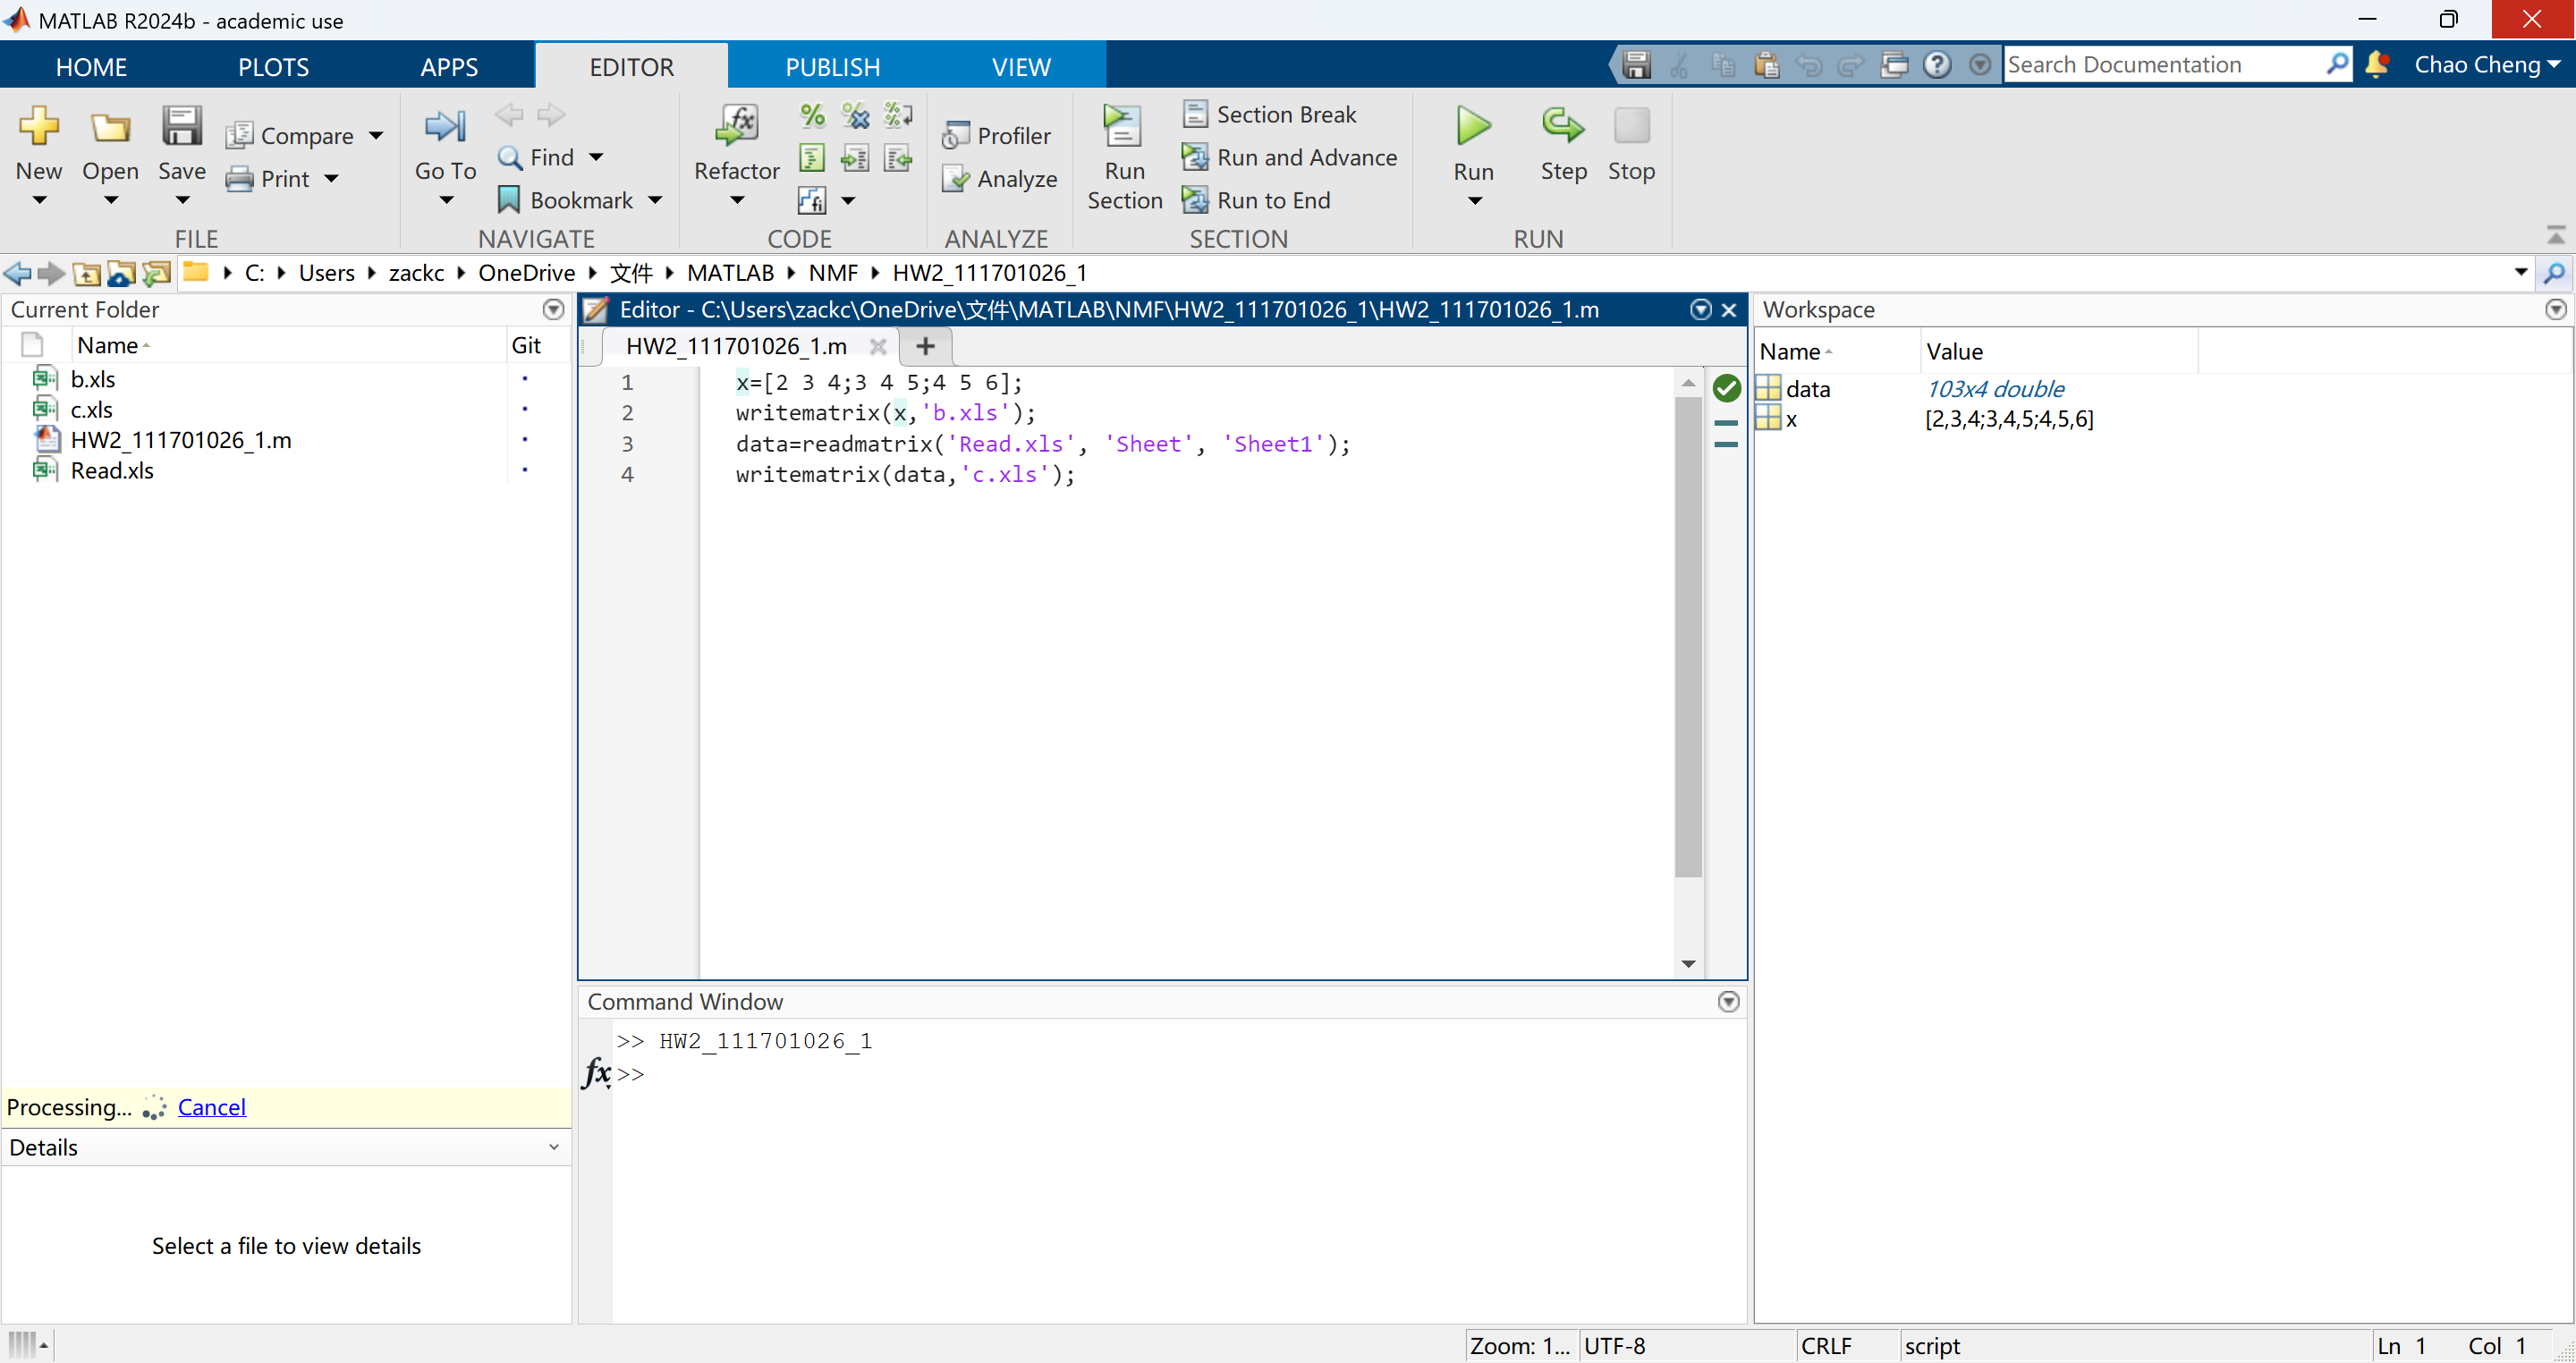 MATLAB R2024b - academic use
HOME PLOTS APPS EDITOR PUBLISH VIEW Search Documentation Chao Cheng
New Open Save Compare Print
FILE
Go To Find Bookmark
NAVIGATE
Refactor
CODE
Profiler
Analyze
ANALYZE
Run Section
Section Break
Run and Advance
Run to End
SECTION
Run Step Stop
RUN
C: Users zackc OneDrive 文件 MATLAB NMF HW2_111701026_1
Current Folder
Name Git
b.xls
c.xls
HW2_111701026_1.m
Read.xls
Processing... Cancel
Details
Select a file to view details
Editor - C:\Users\zackc\OneDrive\文件\MATLAB\NMF\HW2_111701026_1\HW2_111701026_1.m
HW2_111701026_1.m
1 x=[2 3 4;3 4 5;4 5 6];
2 writematrix(x,'b.xls');
3 data=readmatrix('Read.xls', 'Sheet', 'Sheet1');
4 writematrix(data,'c.xls');
Command Window
>> HW2_111701026_1
fx >>
Workspace
Name Value
data 103x4 double
x [2,3,4;3,4,5;4,5,6]
Zoom: 1... UTF-8 CRLF script Ln 1 Col 1